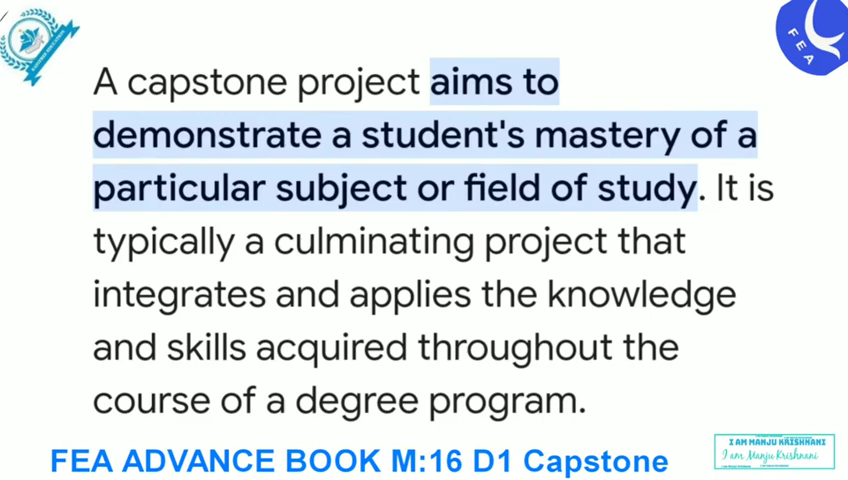 FEA
A capstone project aims to
demonstrate a student's mastery of a
particular subject or field of study. It is
typically a culminating project that
integrates and applies the knowledge
and skills acquired throughout the
course of a degree program.
FEA ADVANCE BOOK M:16 D1 Capstone
I AM MANJU KRISHNANI
I am Manju Krishnani